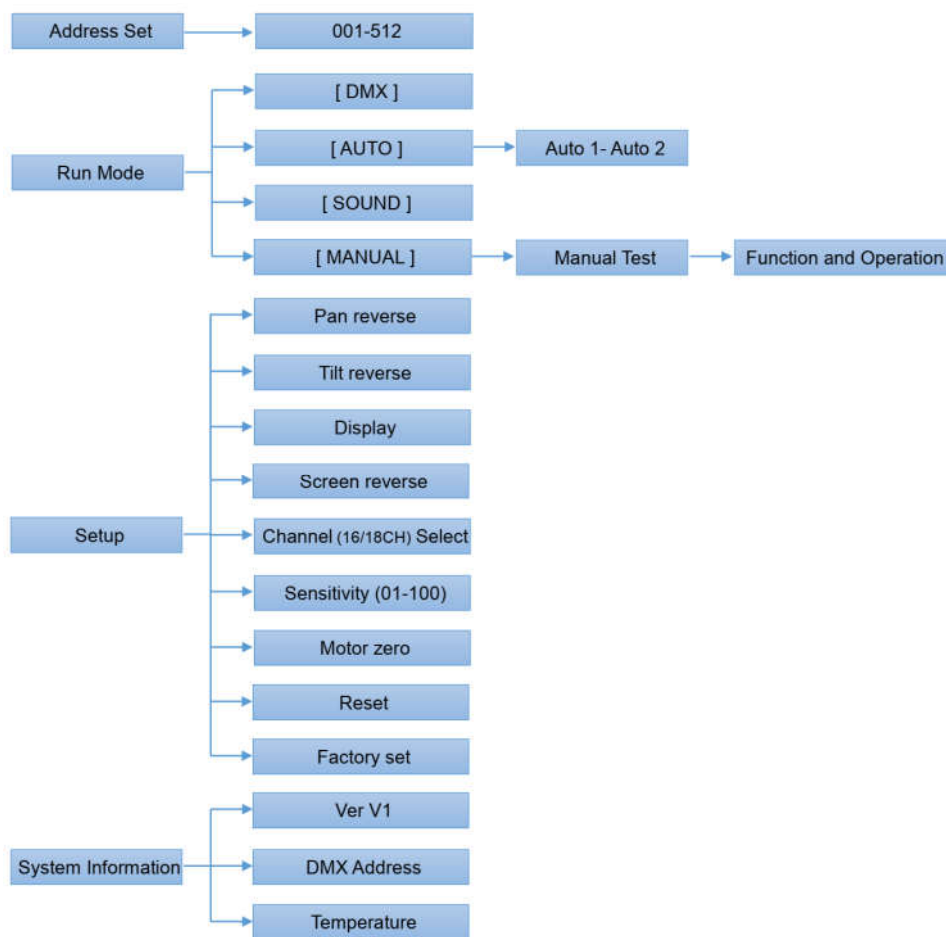 Address Set
001-512
[ DMX ]
[ AUTO ]
Auto 1- Auto 2
Run Mode
[ SOUND ]
[ MANUAL ]
Manual Test
Function and Operation
Pan reverse
Tilt reverse
Display
Screen reverse
Setup
Channel (16/18CH) Select
Sensitivity (01-100)
Motor zero
Reset
Factory set
Ver V1
System Information
DMX Address
Temperature